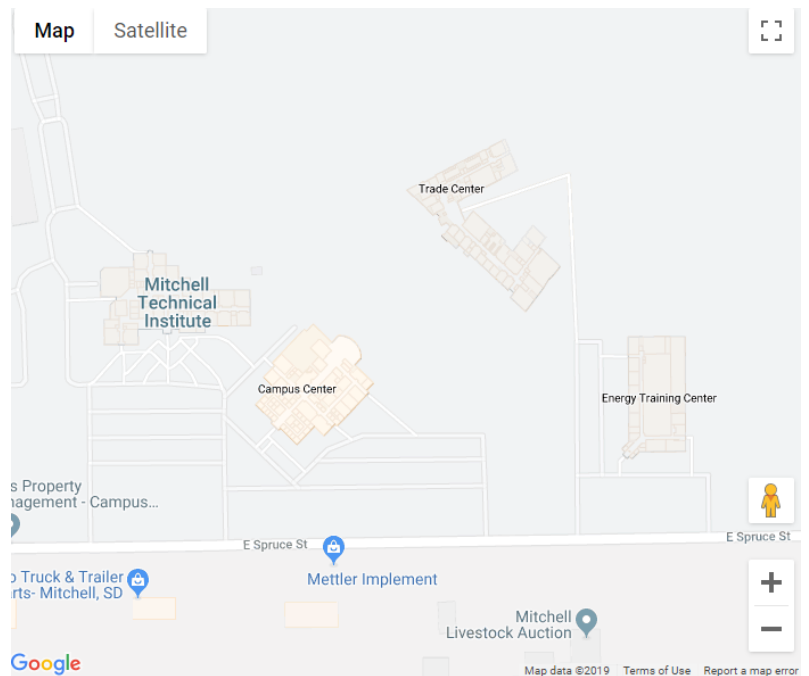 Map Satellite
Trade Center
Mitchell
Technical
Institute
Campus Center
Energy Training Center
s Property
nagement - Campus...
E Spruce St
E Spruce St
o Truck & Trailer
arts- Mitchell, SD
Mettler Implement
Mitchell
Livestock Auction
Google
Map data ©2019 Terms of Use Report a map error